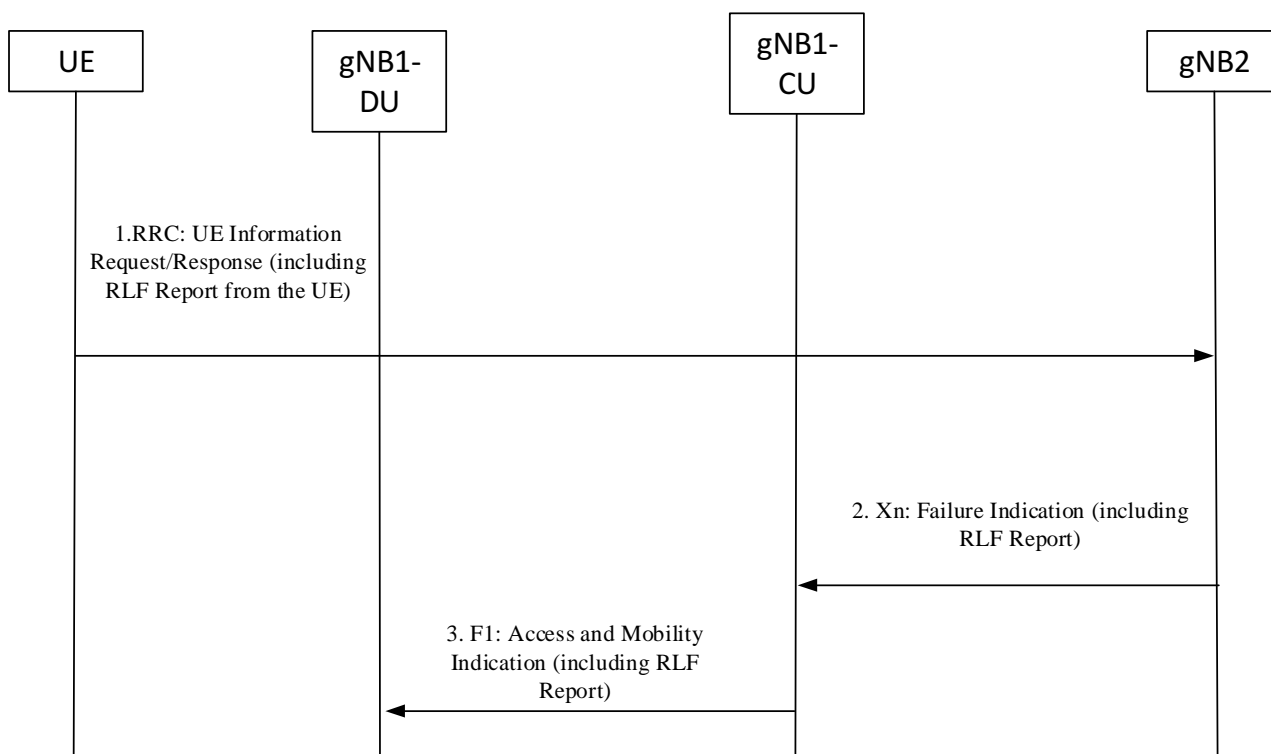 UE
gNB1-
DU
gNB1-
CU
gNB2
1.RRC: UE Information
Request/Response (including
RLF Report from the UE)
2. Xn: Failure Indication (including
RLF Report)
3. F1: Access and Mobility
Indication (including RLF
Report)